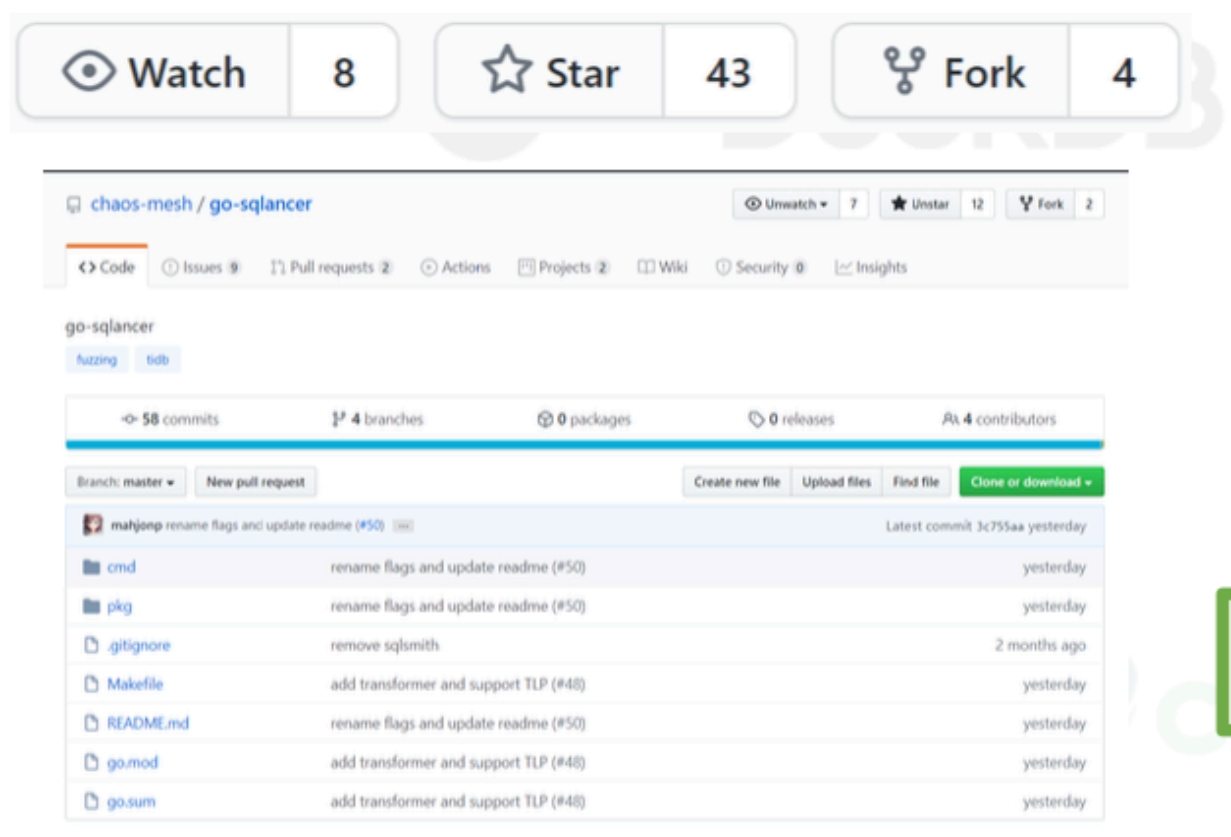 Watch 8 Star 43 Fork 4
chaos-mesh / go-sqlancer Unwatch 7 Unstar 12 Fork 2
Code Issues 9 Pull requests 2 Actions Projects 2 Wiki Security 0 Insights
go-sqlancer
fuzzing tidb
58 commits 4 branches 0 packages 0 releases 4 contributors
Branch: master New pull request Create new file Upload files Find file Clone or download
mahjonp rename flags and update readme (#50) ... Latest commit 3c755aa yesterday
cmd rename flags and update readme (#50) yesterday
pkg rename flags and update readme (#50) yesterday
.gitignore remove sqlsmith 2 months ago
Makefile add transformer and support TLP (#48) yesterday
README.md rename flags and update readme (#50) yesterday
go.mod add transformer and support TLP (#48) yesterday
go.sum add transformer and support TLP (#48) yesterday